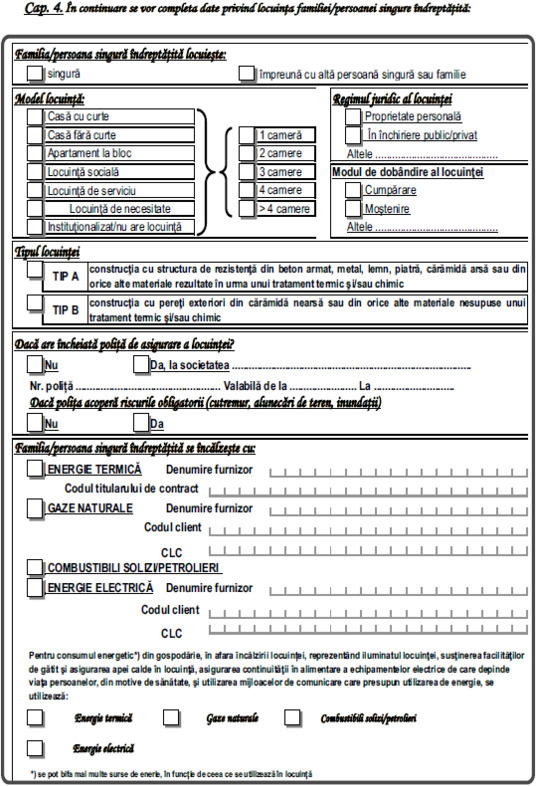 Cap. 4. În continuare se vor completa date privind locuința familiei/persoanei singure îndreptățită:
Familia/persoana singură îndreptățită locuiește:
singură
împreună cu altă persoană singură sau familie
Model locuință:
Casă cu curte
Casă fără curte
Apartament la bloc
Locuință socială
Locuință de serviciu
Locuință de necesitate
Instituționalizat/nu are locuință
1 cameră
2 camere
3 camere
4 camere
> 4 camere
Regimul juridic al locuinței
Proprietate personală
În închiriere public/privat
Altele ..........................................
Modul de dobândire al locuinței
Cumpărare
Moștenire
Altele ..........................................
Tipul locuinței
TIP A
construcția cu structura de rezistență din beton armat, metal, lemn, piatră, cărămidă arsă sau din
orice alte materiale rezultate în urma unui tratament termic și/sau chimic
TIP B
construcția cu pereți exteriori din cărămidă nearsă sau din orice alte materiale nesupuse unui
tratament termic și/sau chimic
Dacă are încheiată poliță de asigurare a locuinței?
Nu
Da, la societatea ................................................................................
Nr. poliță ................................................ Valabilă de la ....................... La ...........................
Dacă polița acoperă riscurile obligatorii (cutremur, alunecări de teren, inundații)
Nu
Da
Familia/persoana singură îndreptățită se încălzește cu:
ENERGIE TERMICĂ Denumire furnizor
Codul titularului de contract
GAZE NATURALE Denumire furnizor
Codul client
CLC
COMBUSTIBILI SOLIZI/PETROLIERI
ENERGIE ELECTRICĂ Denumire furnizor
Codul client
CLC
Pentru consumul energetic*) din gospodărie, în afara încălzirii locuinței, reprezentând iluminatul locuinței, susținerea facilităților
de gătit și asigurarea apei calde în locuință, asigurarea continuității în alimentare a echipamentelor electrice de care depinde
viața persoanelor, din motive de sănătate, și utilizarea mijloacelor de comunicare care presupun utilizarea de energie, se
utilizează:
Energie termică
Gaze naturale
Combustibili solizi/petrolieri
Energie electrică
*) se pot bifa mai multe surse de enerie, în funcție de ceea ce se utilizează în locuință